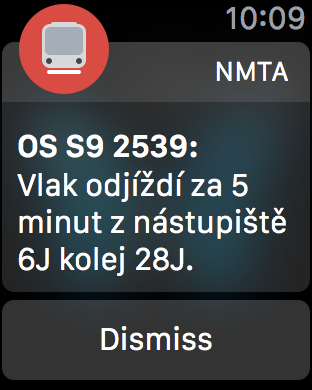 10:09
NMTA
OS S9 2539:
Vlak odjíždí za 5
minut z nástupiště
6J kolej 28J.
Dismiss